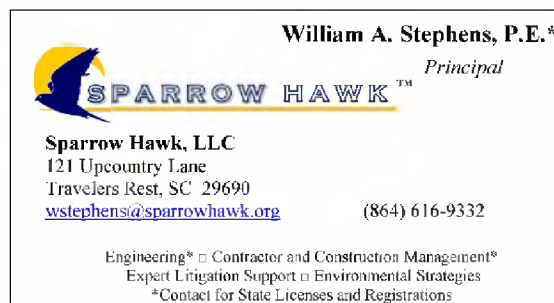 William A. Stephens, P.E.*
Principal
SPARROW HAWK™
Sparrow Hawk, LLC
121 Upcountry Lane
Travelers Rest, SC 29690
wstephens@sparrowhawk.org (864) 616-9332
Engineering* □ Contractor and Construction Management*
Expert Litigation Support □ Environmental Strategies
*Contact for State Licenses and Registrations